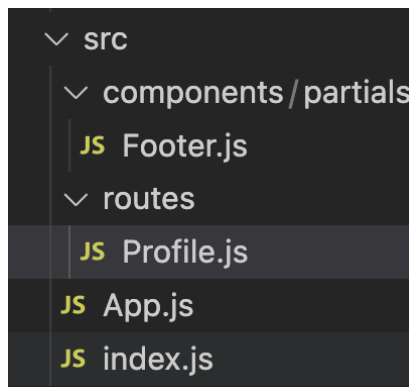 src
components/partials
JS Footer.js
routes
JS Profile.js
JS App.js
JS index.js